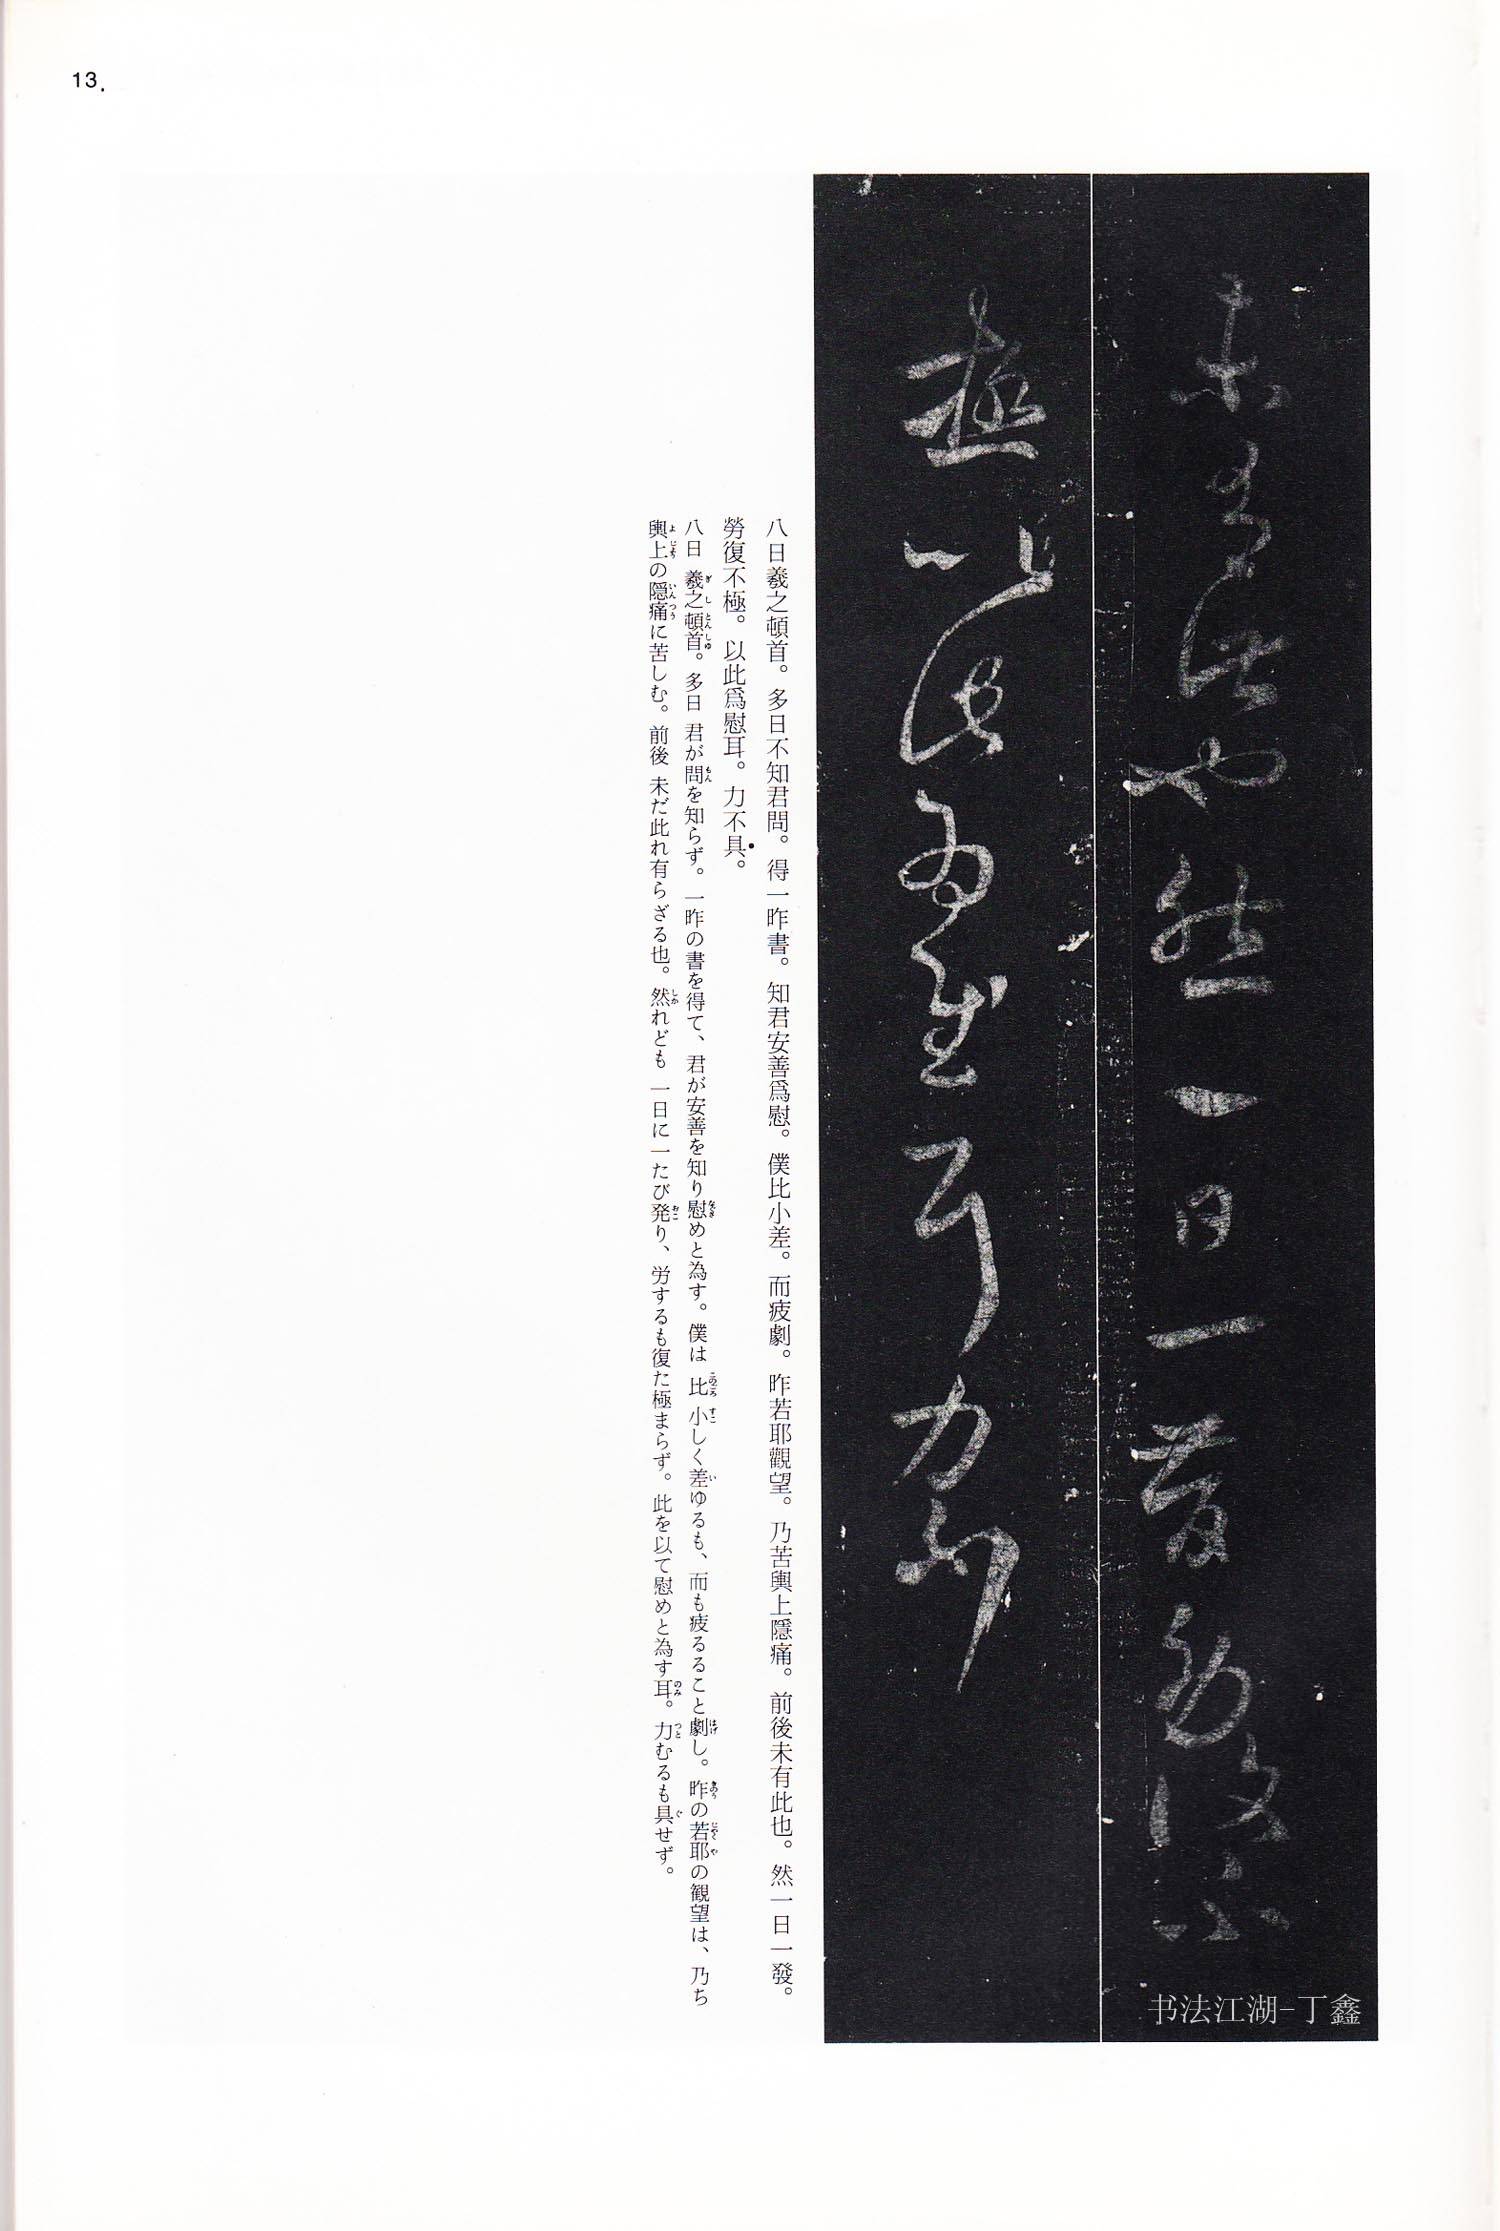 13.
未有此也然一日一發勞復不
極以此為慰耳力不
八日羲之頓首。多日不知君問。得一昨書。知君安善爲慰。僕比小差。而疲劇。昨若耶觀望。乃苦輿上隱痛。前後未有此也。然一日一發。
勞復不極。以此爲慰耳。力不具。
八日 羲之頓首。多日 君が問を知らず。一昨の書を得て、君が安善を知り慰めと為す。僕は 比 小しく差ゆるも、而も疲るること劇し。昨の若耶の観望は、乃ち
輿上の隠痛に苦しむ。前後 未だ此れ有らざる也。然れども 一日に一たび発り、労するも復た極まらず。此を以て慰めと為す耳。力むるも具せず。
书法江湖-丁鑫